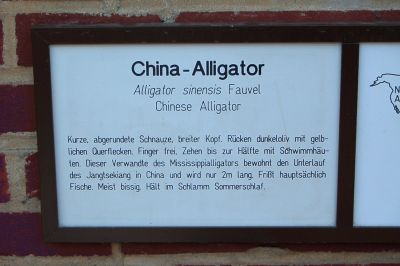 China-Alligator
Alligator sinensis Fauvel
Chinese Alligator
Kurze, abgerundete Schnauze, breiter Kopf. Rücken dunkeloliv mit gelb-
lichen Querflecken. Finger frei, Zehen bis zur Hälfte mit Schwimmhäu-
ten. Dieser Verwandte des Mississippialligators bewohnt den Unterlauf
des Jangtsekiang in China und wird nur 2m lang. Frißt hauptsächlich
Fische. Meist bissig. Hält im Schlamm Sommerschlaf.
N
A